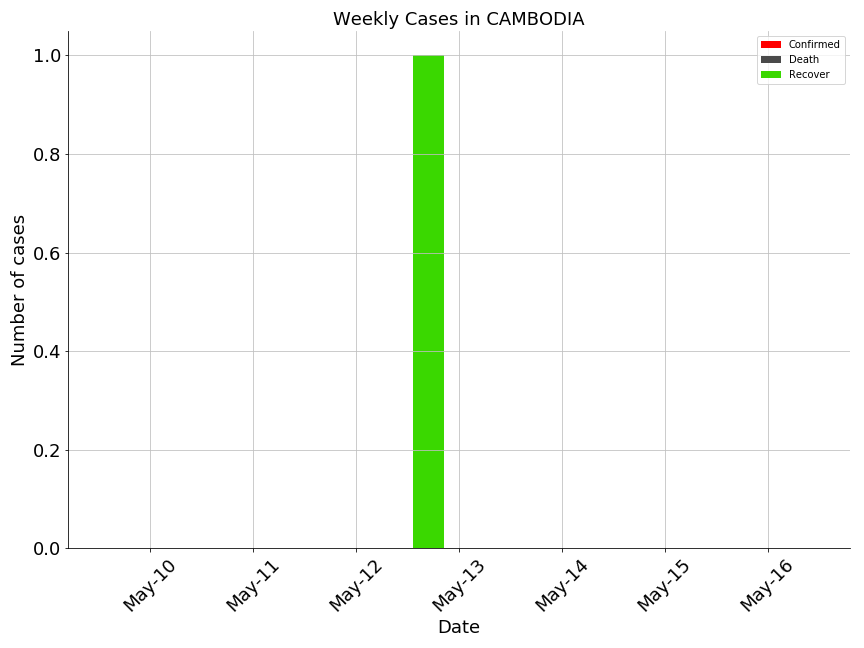 Weekly Cases in CAMBODIA
Confirmed
Death
Recover
Number of cases
1.0
0.8
0.6
0.4
0.2
0.0
May-10
May-11
May-12
May-13
May-14
May-15
May-16
Date